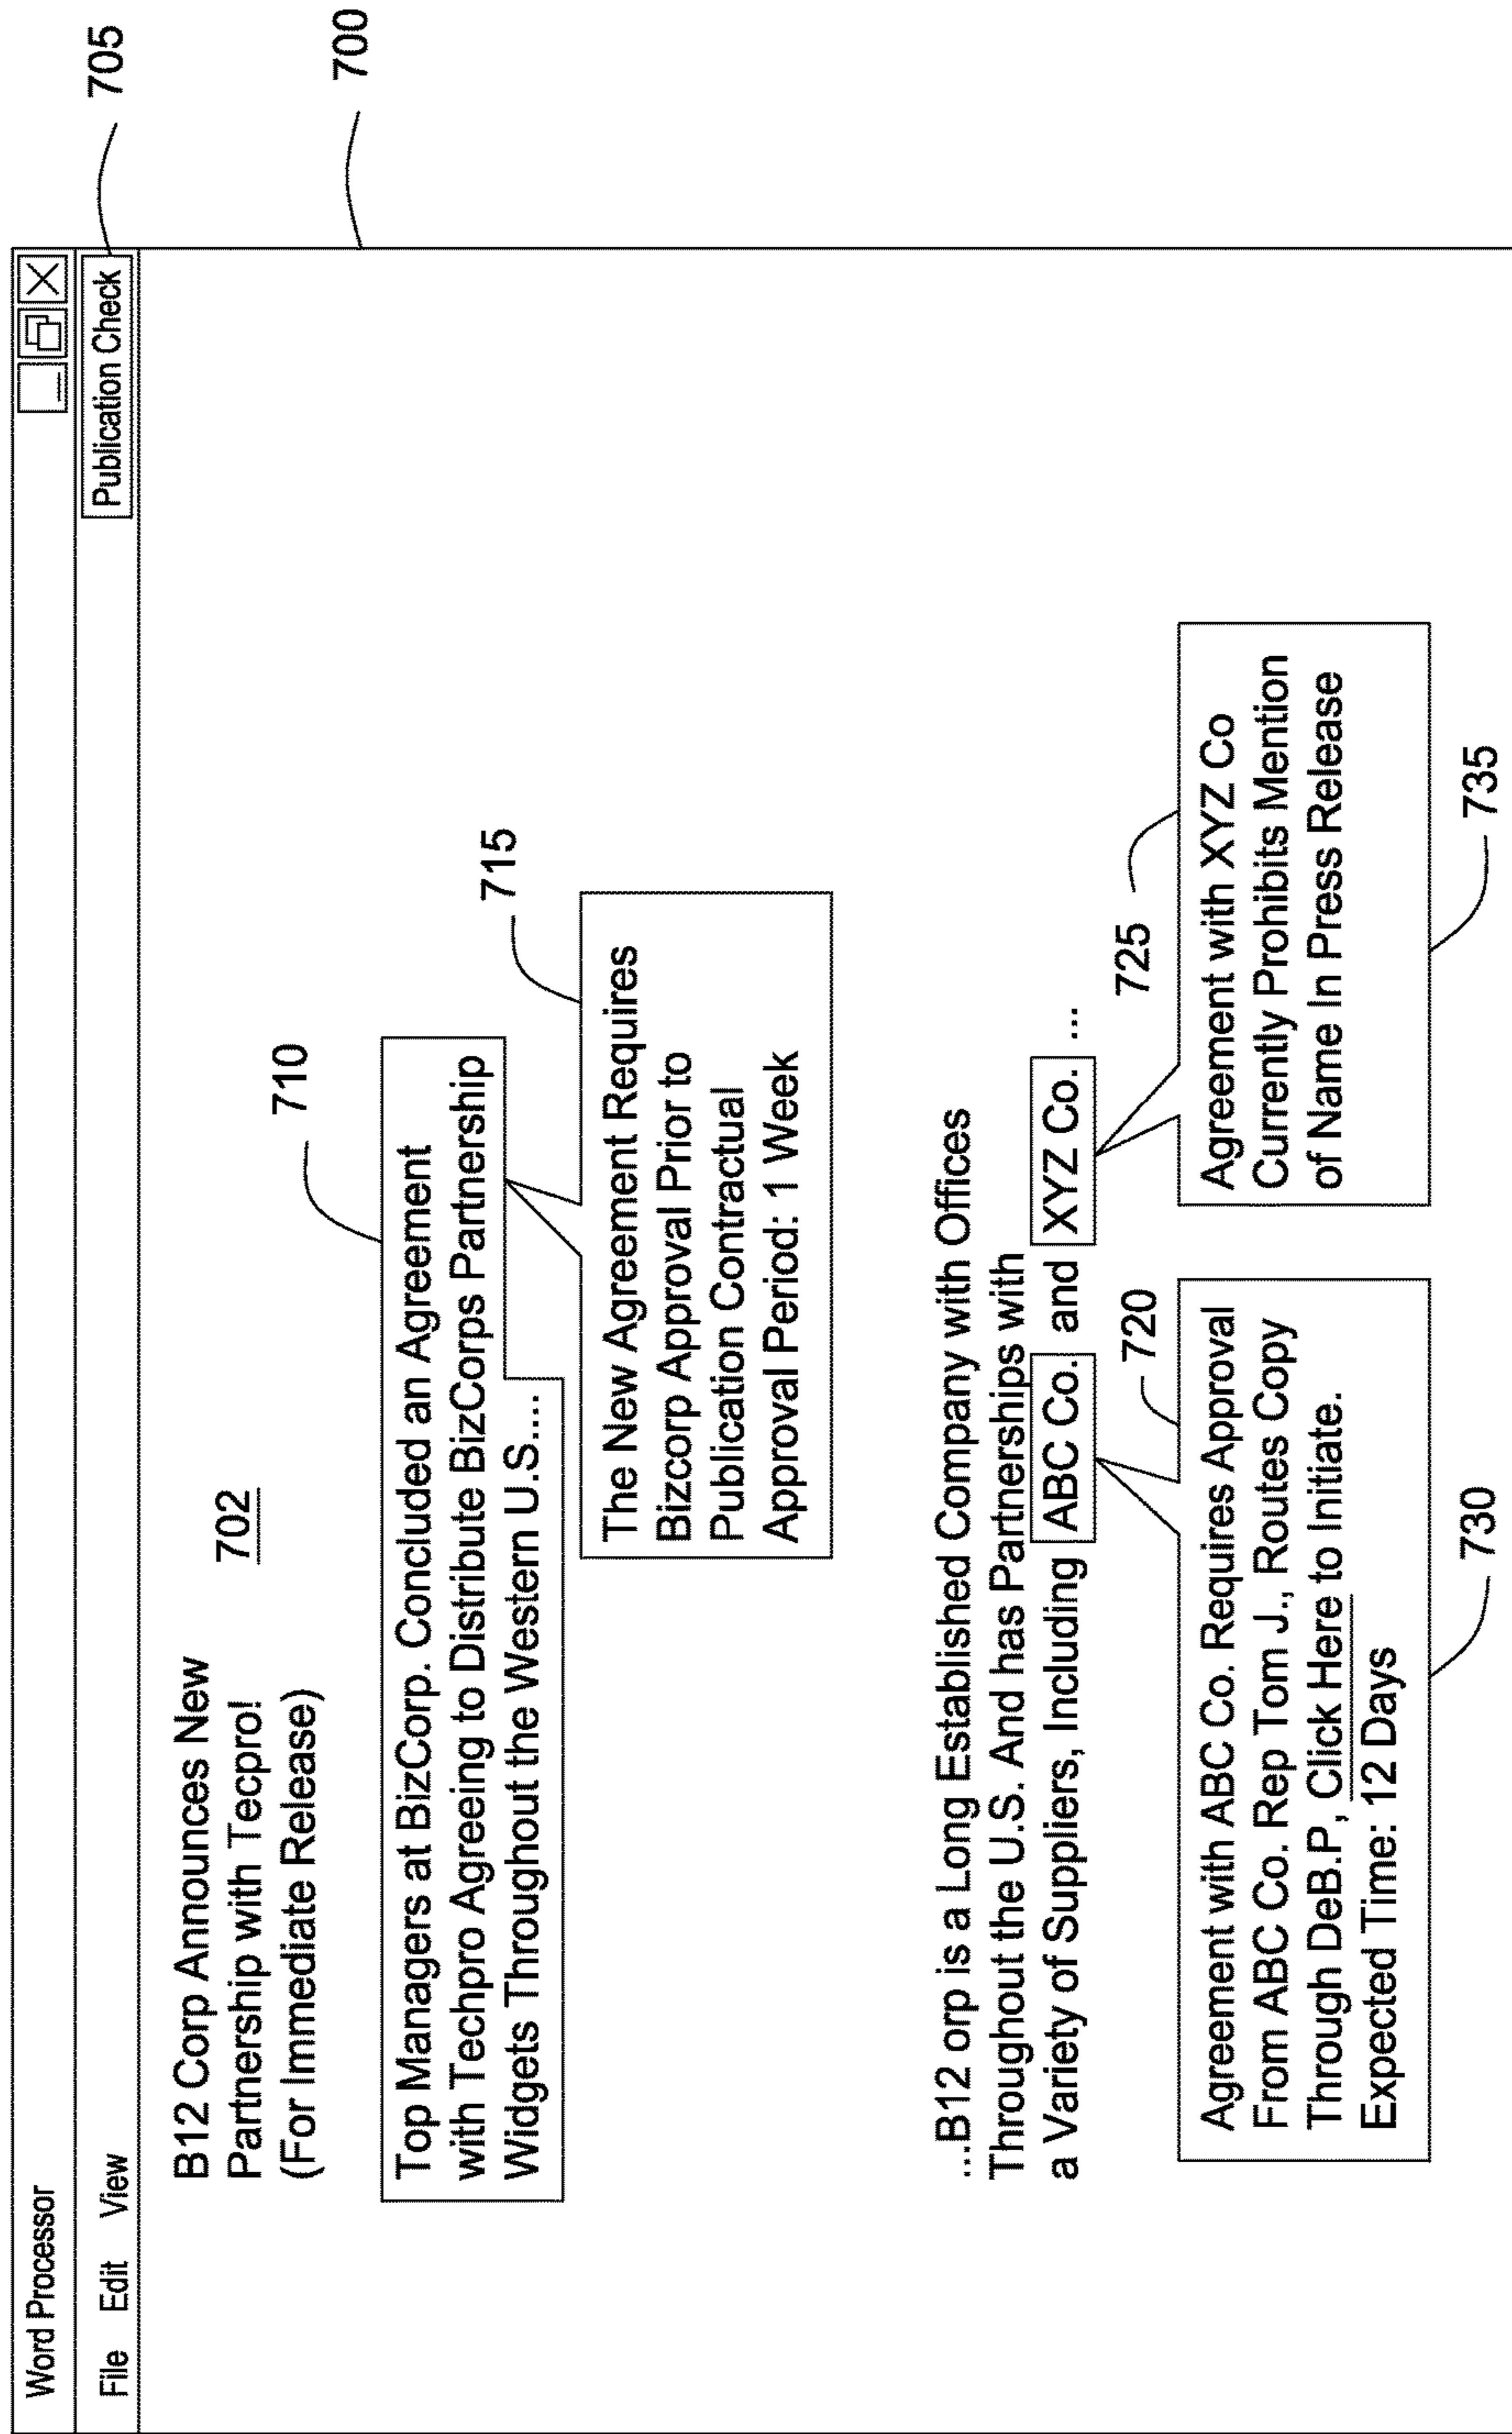 Word Processor
File Edit View
Publication Check
705
700
B12 Corp Announces New
Partnership with Tecpro!
(For Immediate Release)
702
710
Top Managers at BizCorp. Concluded an Agreement
with Techpro Agreeing to Distribute BizCorps Partnership
Widgets Throughout the Western U.S....
715
The New Agreement Requires
Bizcorp Approval Prior to
Publication Contractual
Approval Period: 1 Week
...B12 orp is a Long Established Company with Offices
Throughout the U.S. And has Partnerships with
a Variety of Suppliers, Including ABC Co. and XYZ Co. ...
720
725
Agreement with ABC Co. Requires Approval
From ABC Co. Rep Tom J., Routes Copy
Through DeB.P, Click Here to Initiate.
Expected Time: 12 Days
730
Agreement with XYZ Co
Currently Prohibits Mention
of Name In Press Release
735